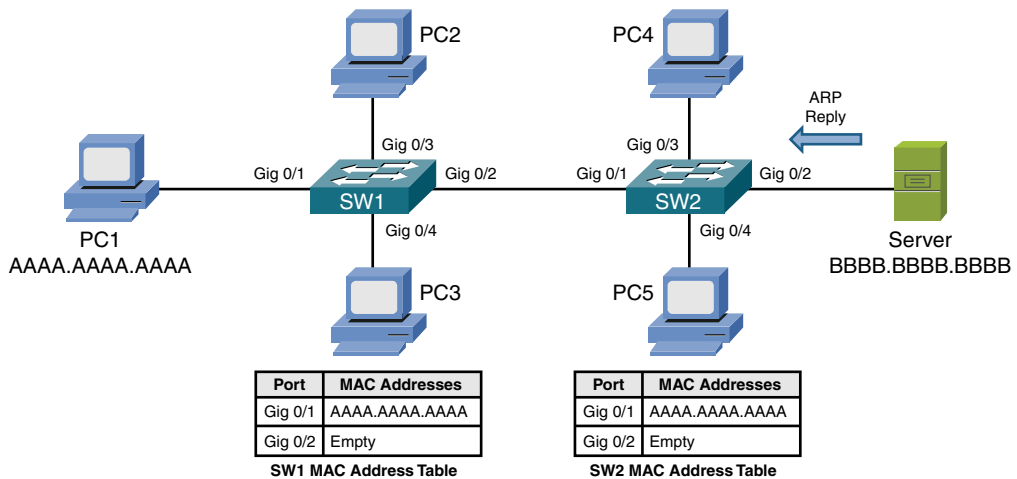 PC2
PC4
ARP
Reply
Gig 0/3
Gig 0/3
Gig 0/1
Gig 0/2
Gig 0/1
Gig 0/2
SW1
SW2
Gig 0/4
Gig 0/4
PC1
AAAA.AAAA.AAAA
Server
BBBB.BBBB.BBBB
PC3
PC5
Port MAC Addresses
Gig 0/1 AAAA.AAAA.AAAA
Gig 0/2 Empty
SW1 MAC Address Table
Port MAC Addresses
Gig 0/1 AAAA.AAAA.AAAA
Gig 0/2 Empty
SW2 MAC Address Table